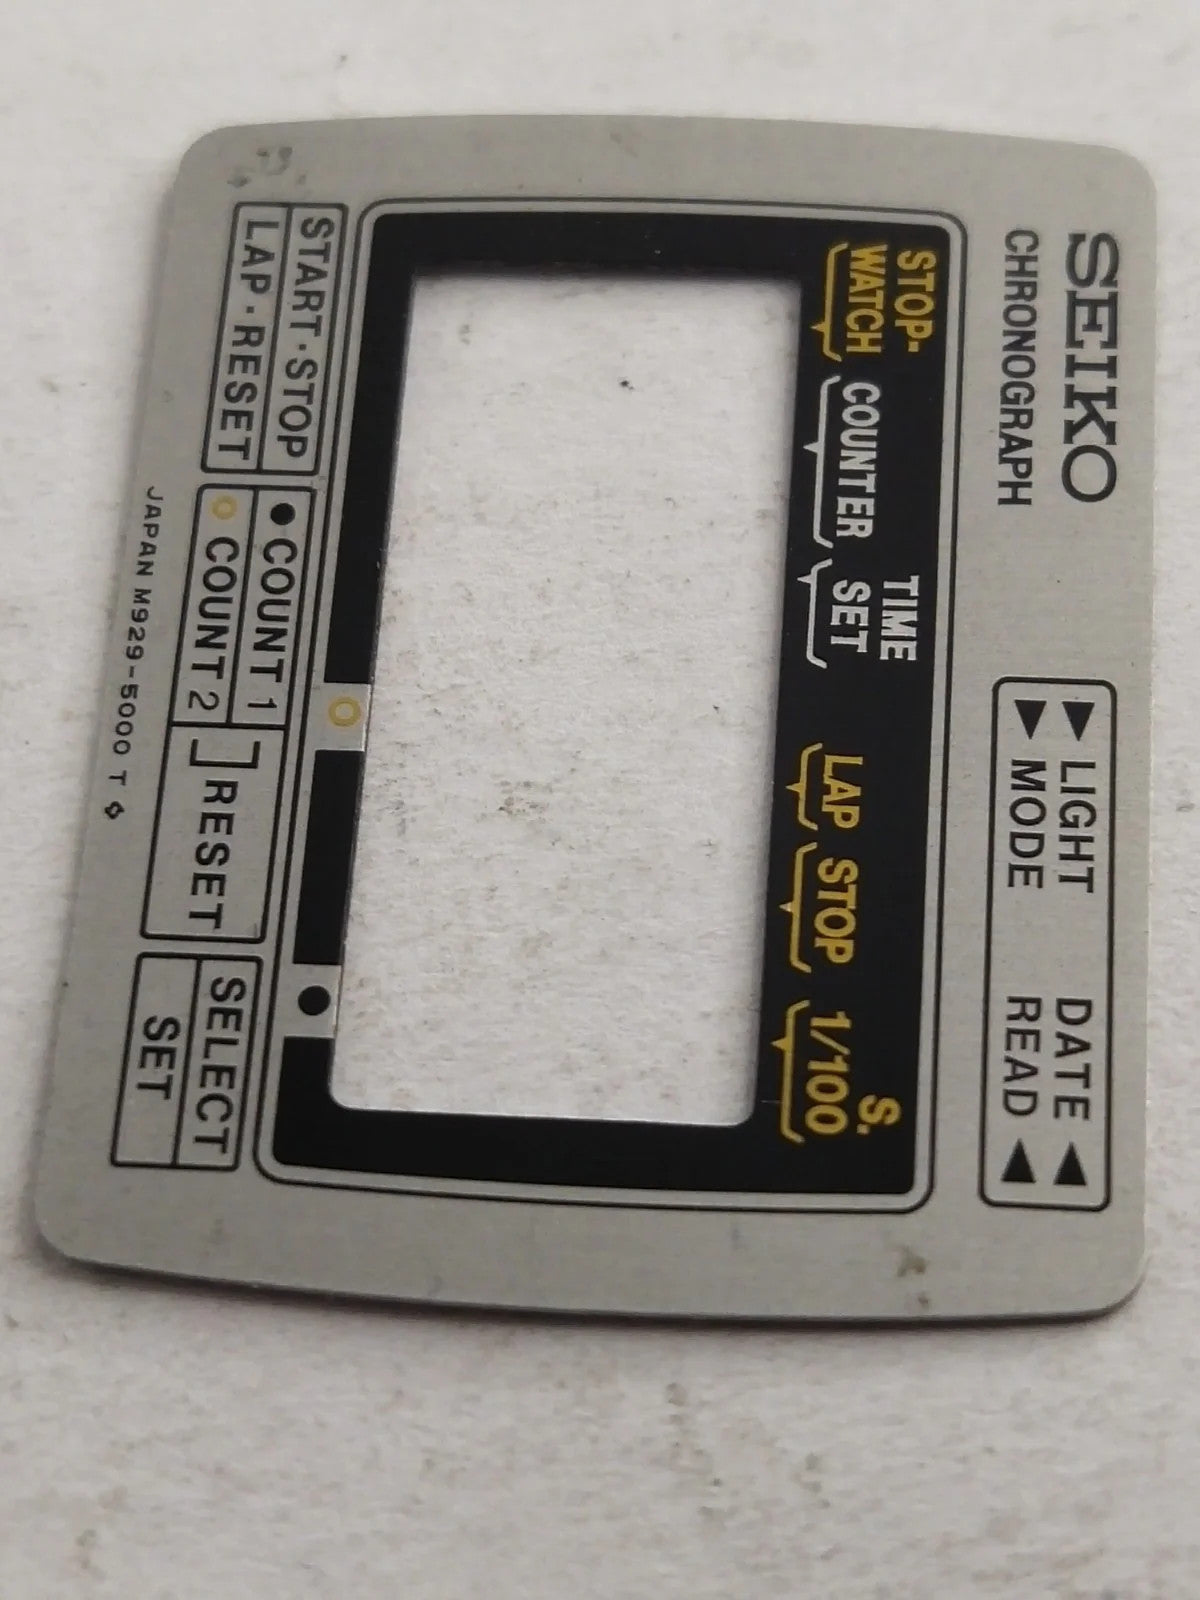 SEIKO
CHRONOGRAPH
LIGHT DATE
MODE READ
STOP-
WATCH
COUNTER
TIME
SET
LAP
STOP
S.
1/100
START·STOP
LAP·RESET
COUNT 1
COUNT 2
RESET
SELECT
SET
JAPAN M929-5000 T